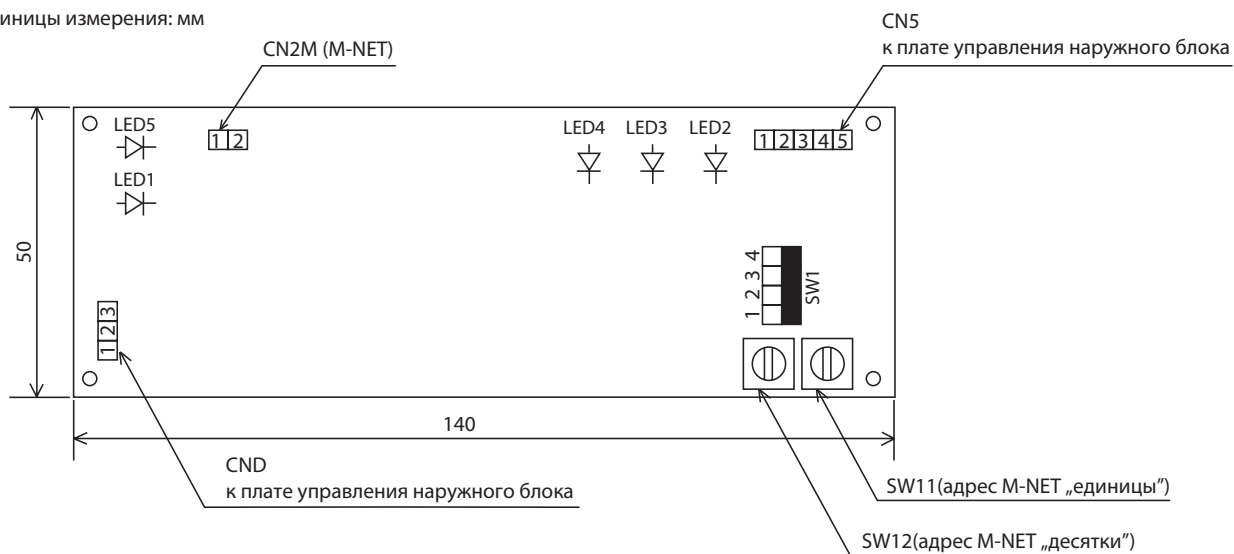 иницы измерения: мм
CN5
к плате управления наружного блока
CN2M (M-NET)
LED5
1 2
LED4 LED3 LED2
1 2 3 4 5
LED1
50
1 2 3 4
SW1
1 2 3
140
CND
к плате управления наружного блока
SW11(адрес M-NET „единицы”)
SW12(адрес M-NET „десятки”)